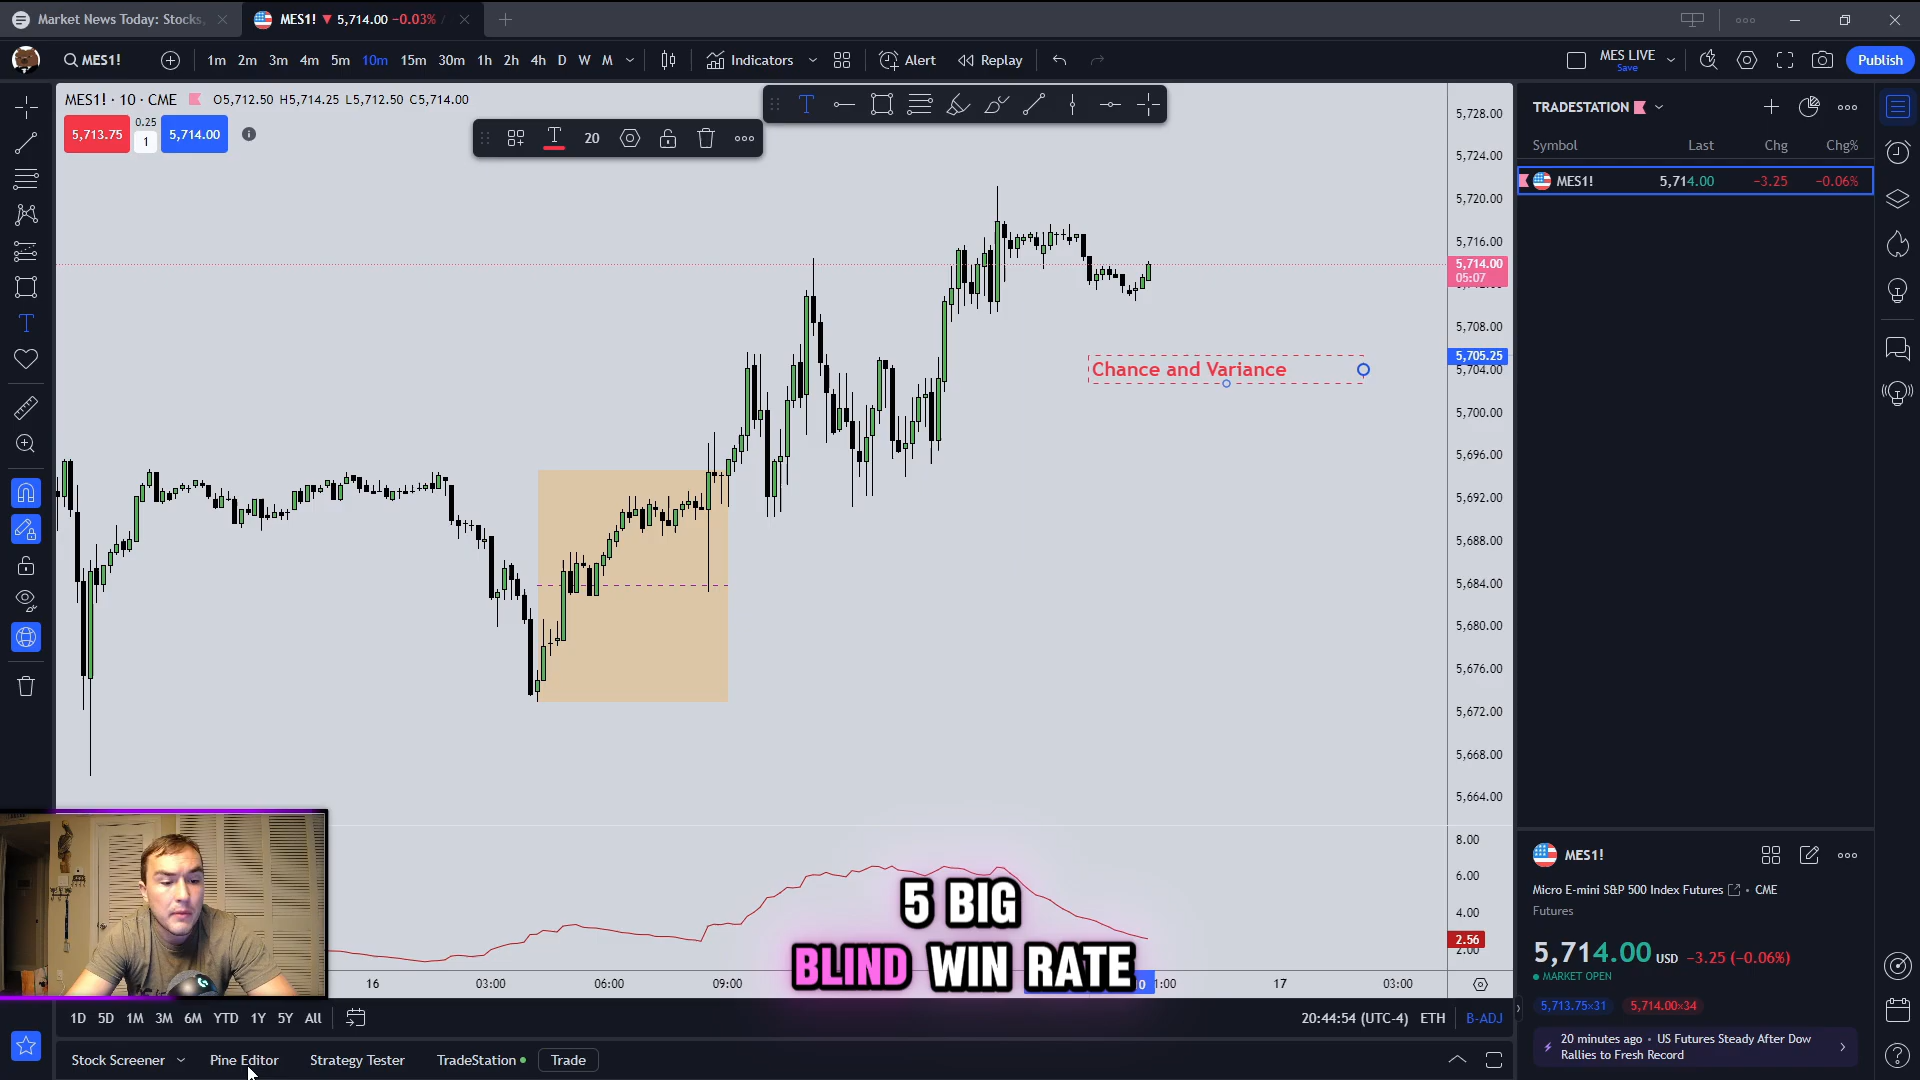 Market News Today: Stocks,
MES1! ▼ 5,714.00 −0.03% /
MES1!
1m 2m 3m 4m 5m 10m 15m 30m 1h 2h 4h D W M
Indicators
Alert
Replay
MES LIVE
Save
Publish
MES1! · 10 · CME
O5,712.50 H5,714.25 L5,712.50 C5,714.00
5,713.75
0.25
1
5,714.00
20
TRADESTATION
Symbol Last Chg Chg%
MES1! 5,714.00 −3.25 −0.06%
5,728.00
5,724.00
5,720.00
5,716.00
5,714.00
05:07
5,708.00
5,705.25
5,704.00
5,700.00
5,696.00
5,692.00
5,688.00
5,684.00
5,680.00
5,676.00
5,672.00
5,668.00
5,664.00
Chance and Variance
8.00
6.00
4.00
2.56
2.00
5 BIG
BLIND WIN RATE
16 03:00 06:00 09:00 1:00 17 03:00
MES1!
Micro E-mini S&P 500 Index Futures • CME
Futures
5,714.00 USD −3.25 (−0.06%)
MARKET OPEN
5,713.75×31 5,714.00×34
20 minutes ago • US Futures Steady After Dow
Rallies to Fresh Record
1D 5D 1M 3M 6M YTD 1Y 5Y All
20:44:54 (UTC-4) ETH B-ADJ
Stock Screener Pine Editor Strategy Tester TradeStation Trade